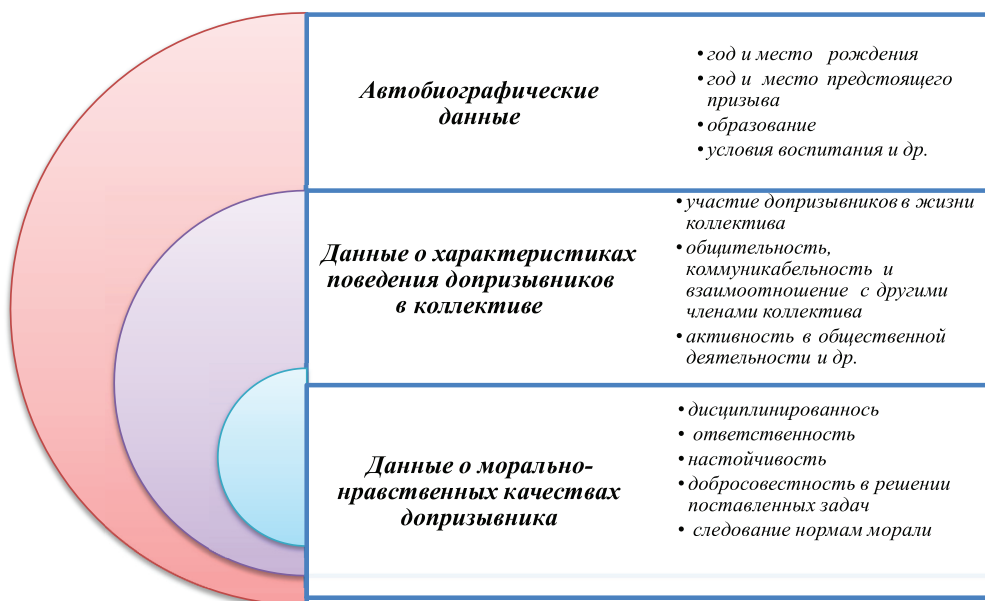 Автобиографические
данные
• год и место рождения
• год и место предстоящего
призыва
• образование
• условия воспитания и др.
Данные о характеристиках
поведения допризывников
в коллективе
• участие допризывников в жизни
коллектива
• общительность,
коммуникабельность и
взаимоотношение с другими
членами коллектива
• активность в общественной
деятельности и др.
Данные о морально-
нравственных качествах
допризывника
• дисциплинированнось
• ответственность
• настойчивость
• добросовестность в решении
поставленных задач
• следование нормам морали